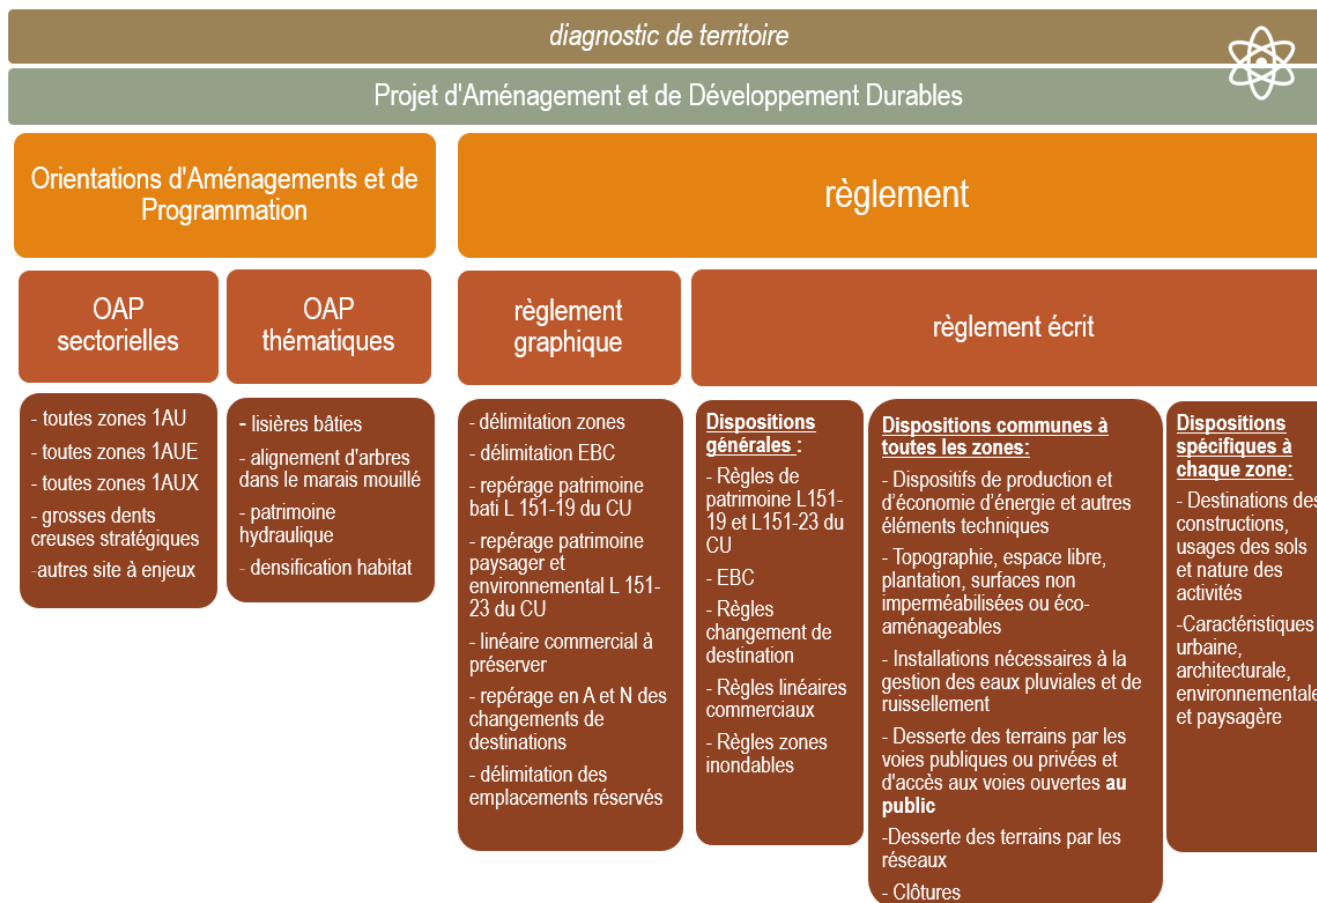 diagnostic de territoire
Projet d'Aménagement et de Développement Durables
Orientations d'Aménagements et de
Programmation
règlement
OAP
sectorielles
OAP
thématiques
règlement
graphique
règlement écrit
- toutes zones 1AU
- toutes zones 1AUE
- toutes zones 1AUX
- grosses dents
creuses stratégiques
-autres site à enjeux
- lisières bâties
- alignement d'arbres
dans le marais mouillé
- patrimoine
hydraulique
- densification habitat
- délimitation zones
- délimitation EBC
- repérage patrimoine
bati L 151-19 du CU
- repérage patrimoine
paysager et
environnemental L 151-
23 du CU
- linéaire commercial à
préserver
- repérage en A et N des
changements de
destinations
- délimitation des
emplacements réservés
Dispositions
générales :
- Règles de
patrimoine L151-
19 et L151-23 du
CU
- EBC
- Règles
changement de
destination
- Règles linéaires
commerciaux
- Règles zones
inondables
Dispositions communes à
toutes les zones:
- Dispositifs de production et
d'économie d'énergie et autres
éléments techniques
- Topographie, espace libre,
plantation, surfaces non
imperméabilisées ou éco-
aménageables
- Installations nécessaires à la
gestion des eaux pluviales et de
ruissellement
- Desserte des terrains par les
voies publiques ou privées et
d'accès aux voies ouvertes au
public
-Desserte des terrains par les
réseaux
- Clôtures
Dispositions
spécifiques à
chaque zone:
- Destinations des
constructions,
usages des sols
et nature des
activités
-Caractéristiques
urbaine,
architecturale,
environnementale
et paysagère